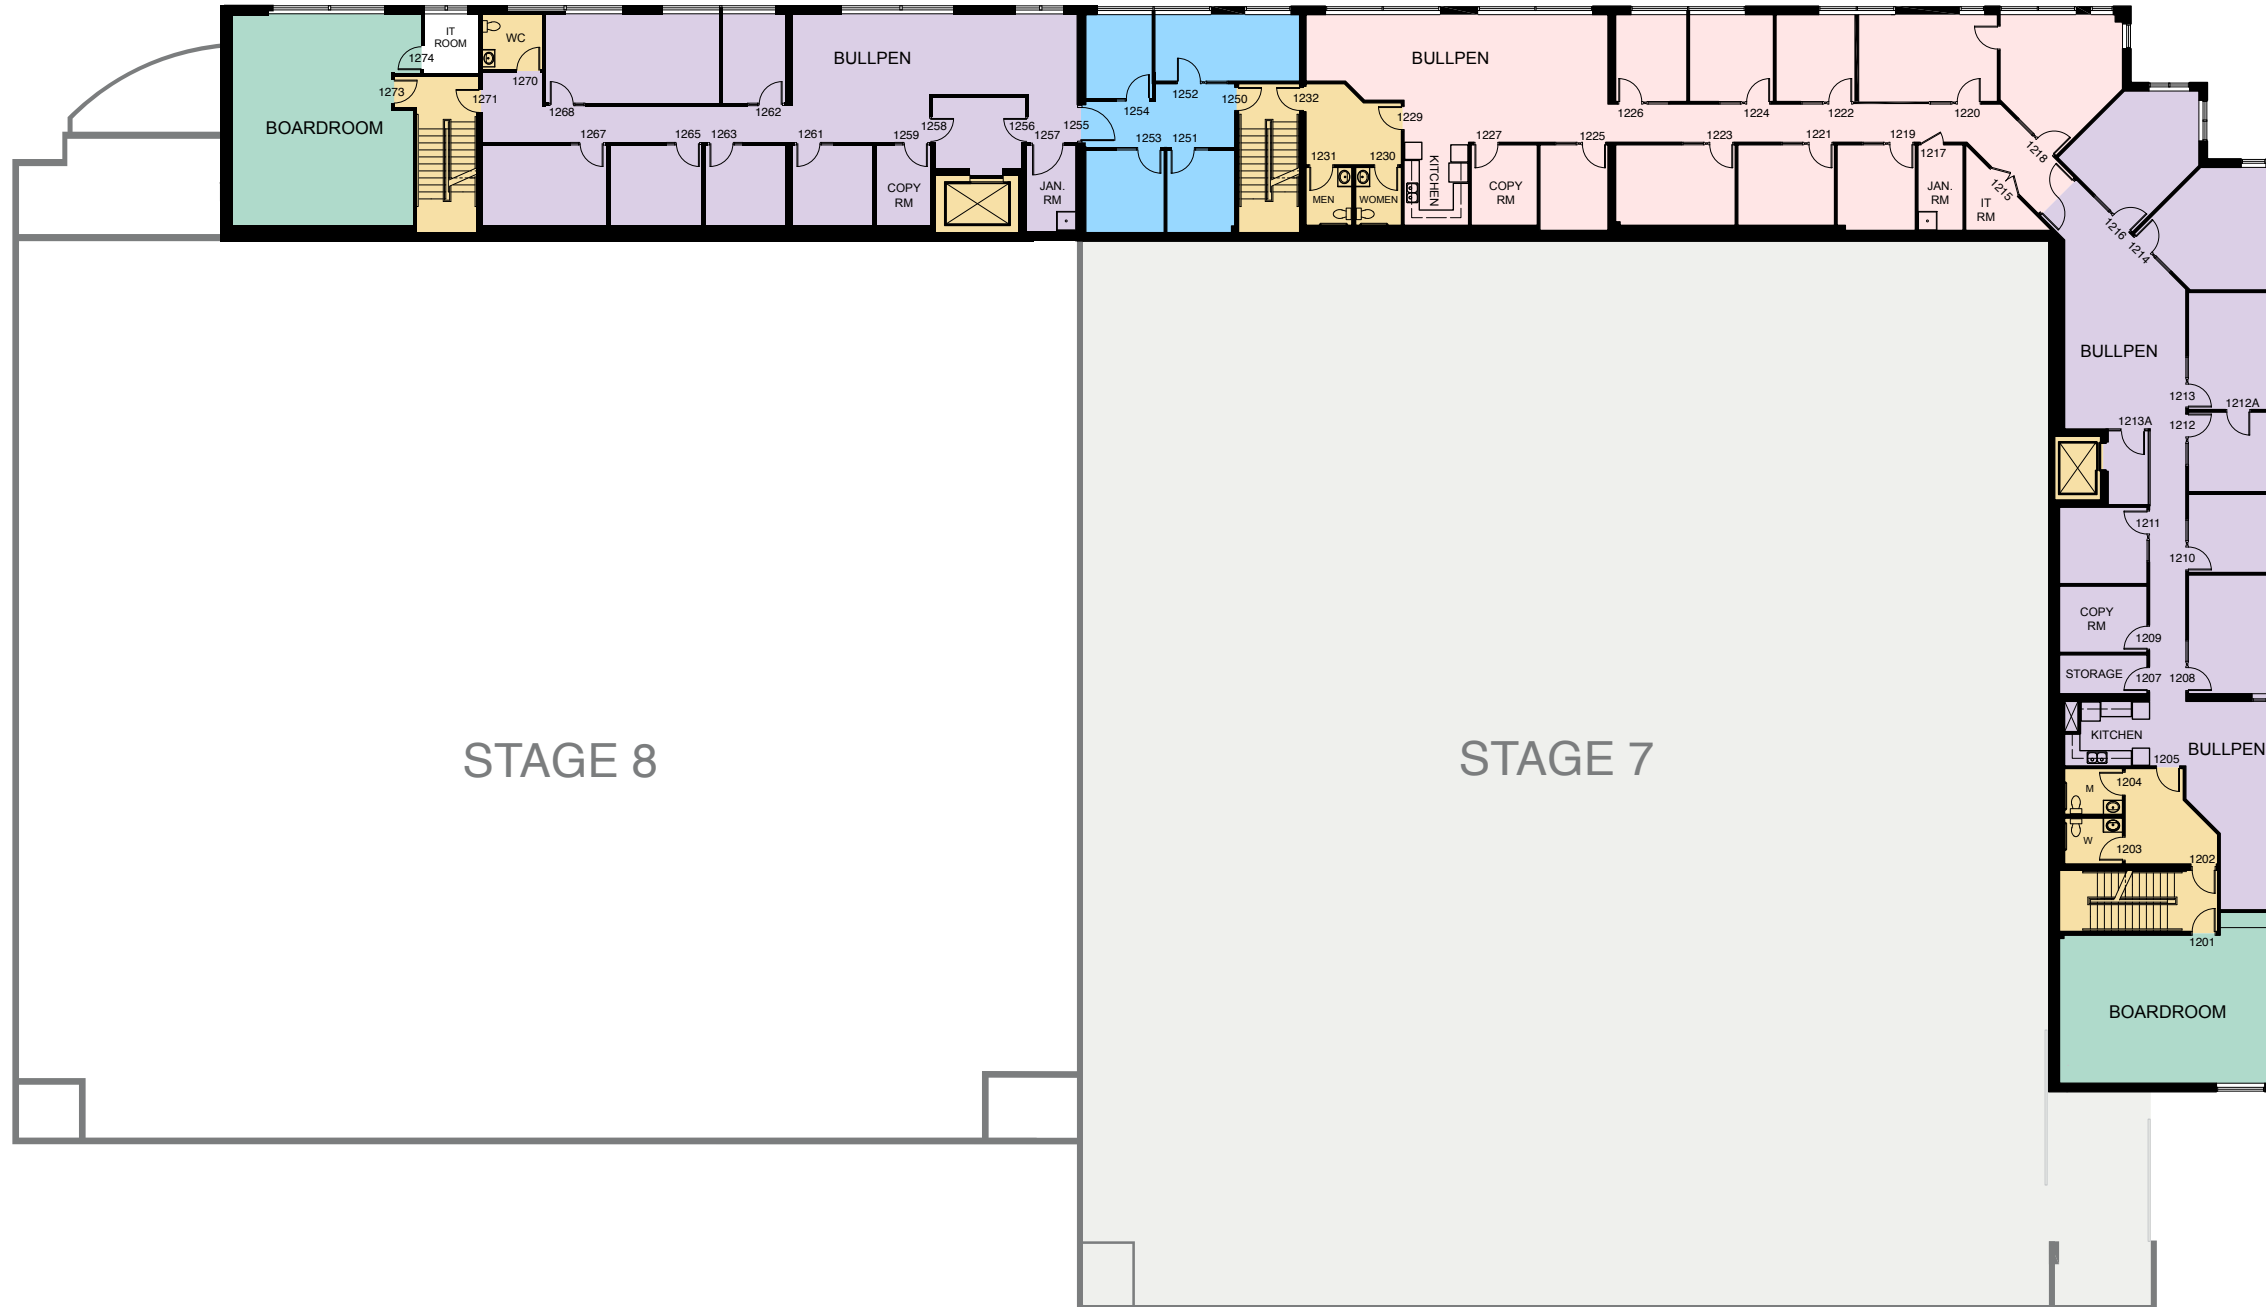 IT
ROOM
WC
BOARDROOM
BULLPEN
BULLPEN
1274
1273
1271
1270
1268
1262
1267
1265
1263
1261
1259
1258
1256
1257
1255
1254
1252
1250
1232
1253
1251
1229
1231
1230
1227
1225
1226
1224
1222
1220
1223
1221
1219
1217
1218
1215
1216
1214
COPY
RM
JAN.
RM
MEN
WOMEN
KITCHEN
COPY
RM
JAN.
RM
IT
RM
BULLPEN
1213
1212A
1213A
1212
1211
1210
COPY
RM
1209
STORAGE
1207
1208
KITCHEN
BULLPEN
1205
M
1204
W
1203
1202
1201
BOARDROOM
STAGE 8
STAGE 7